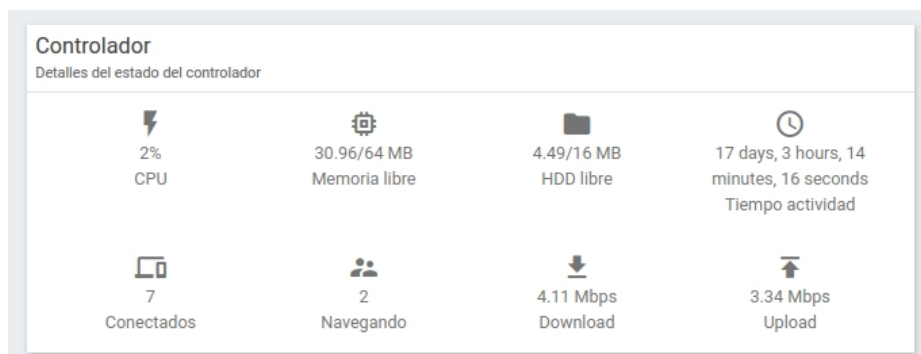 Controlador
Detalles del estado del controlador
2%
CPU
30.96/64 MB
Memoria libre
4.49/16 MB
HDD libre
17 days, 3 hours, 14
minutes, 16 seconds
Tiempo actividad
7
Conectados
2
Navegando
4.11 Mbps
Download
3.34 Mbps
Upload